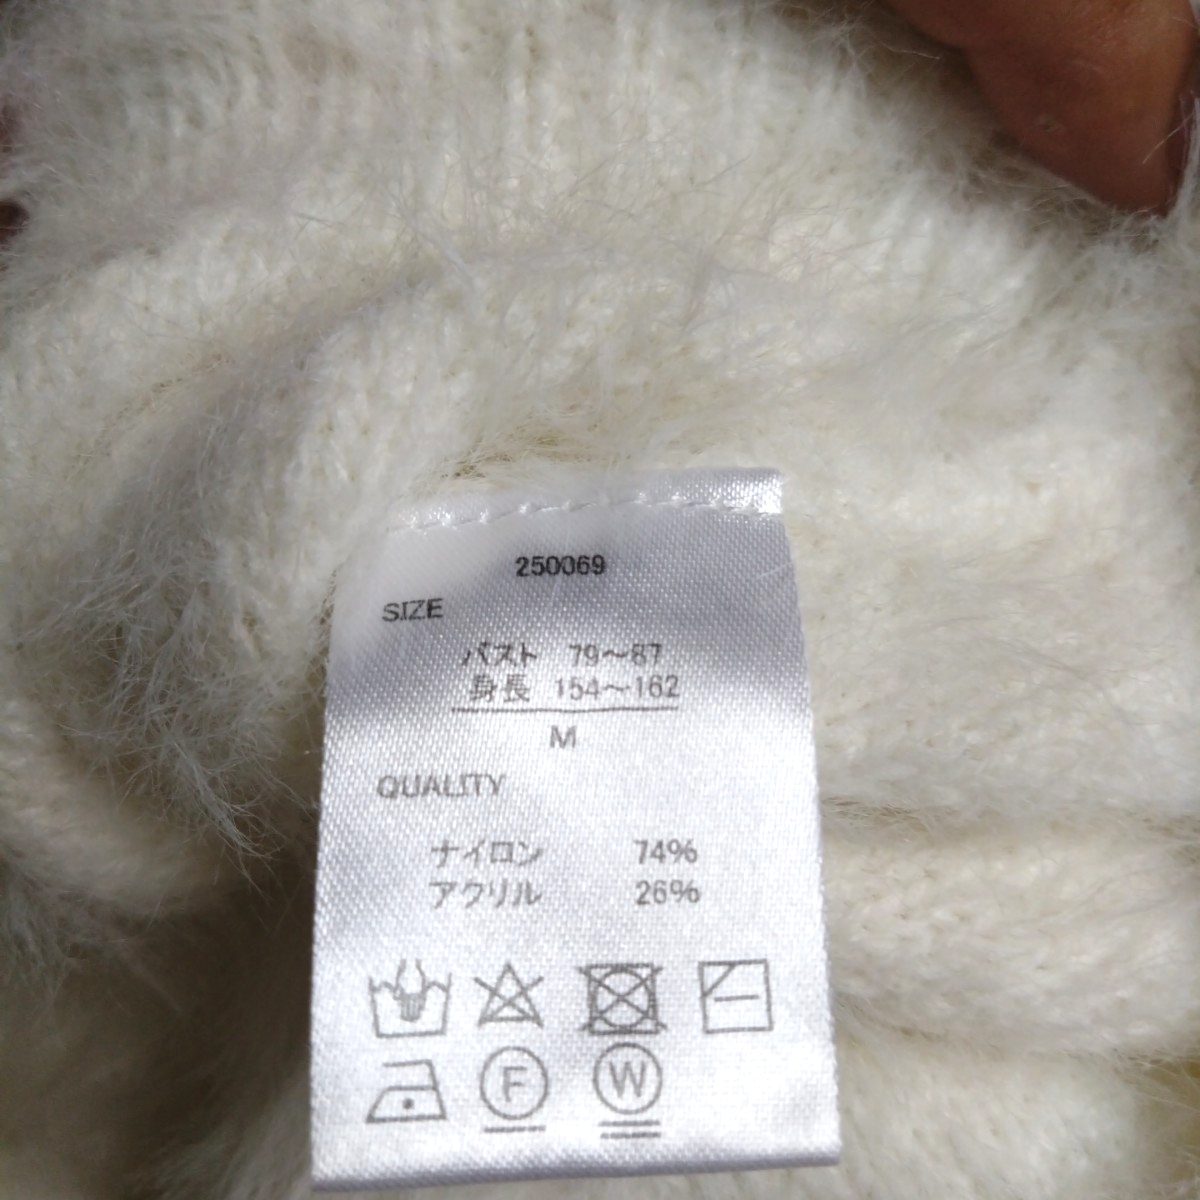 250069
SIZE
バスト 79～87
身長 154～162
M
QUALITY
ナイロン 74%
アクリル 26%
F
W